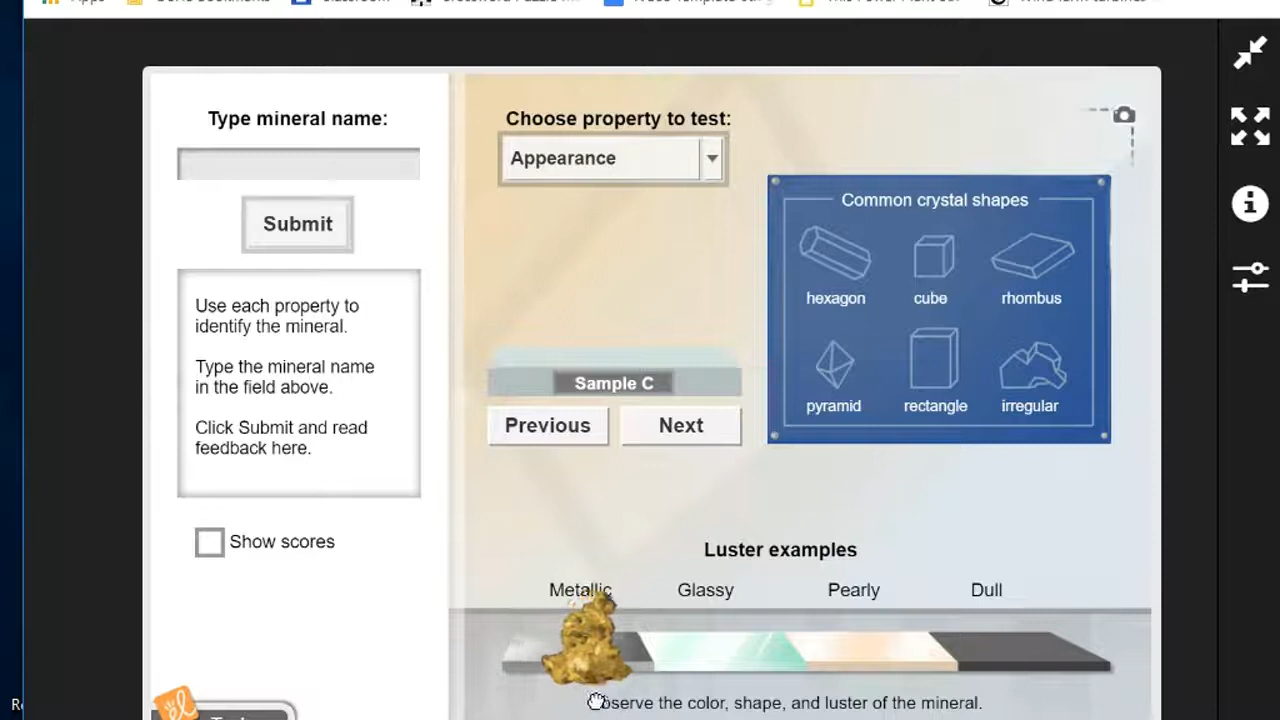 Apps
Type mineral name:
Submit
Use each property to
identify the mineral.
Type the mineral name
in the field above.
Click Submit and read
feedback here.
Show scores
Choose property to test:
Appearance
Sample C
Previous
Next
Common crystal shapes
hexagon cube rhombus
pyramid rectangle irregular
Luster examples
Metallic Glassy Pearly Dull
bserve the color, shape, and luster of the mineral.